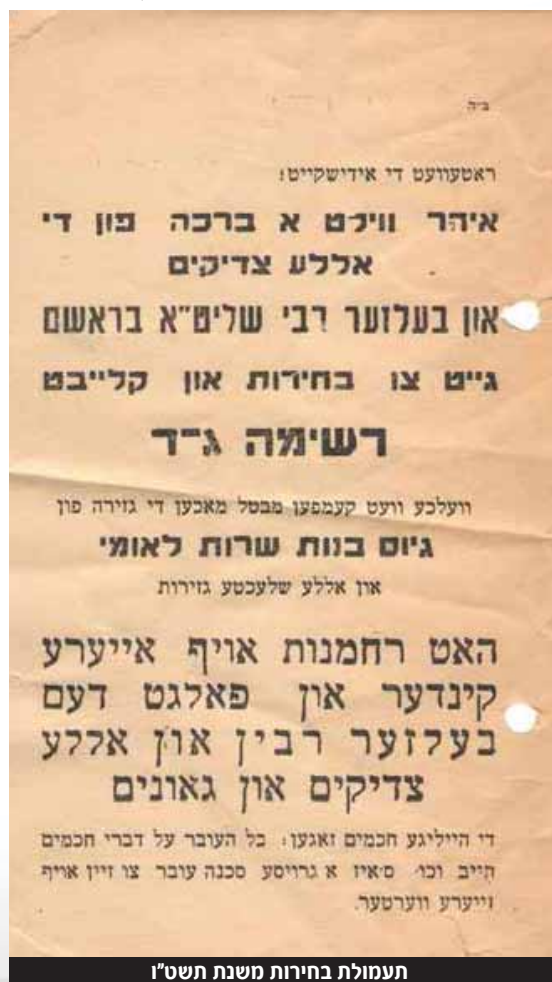 ב״ה
ראטעוועט די אידישקייט:
איהר ווילט א ברכה פון די
אללע צדיקים
און בעלזער רבי שליט״א בראשם
גייט צו בחירות און קלייבט
רשימה ג־ד
וועלכע וועט קעמפען מבטל מאכען די גזירה פון
גיוס בנות שרות לאומי
און אללע שלעכטע גזירות
האט רחמנות אויף אייערע
קינדער און פאלגט דעם
בעלזער רבין און אללע
צדיקים און גאונים
די הייליגע חכמים זאגען: כל העובר על דברי חכמים
חייב וכו׳ ס׳איז א גרויסע סכנה עובר צו זיין אויף
זייערע ווערטער.
תעמולת בחירות משנת תשט״ו